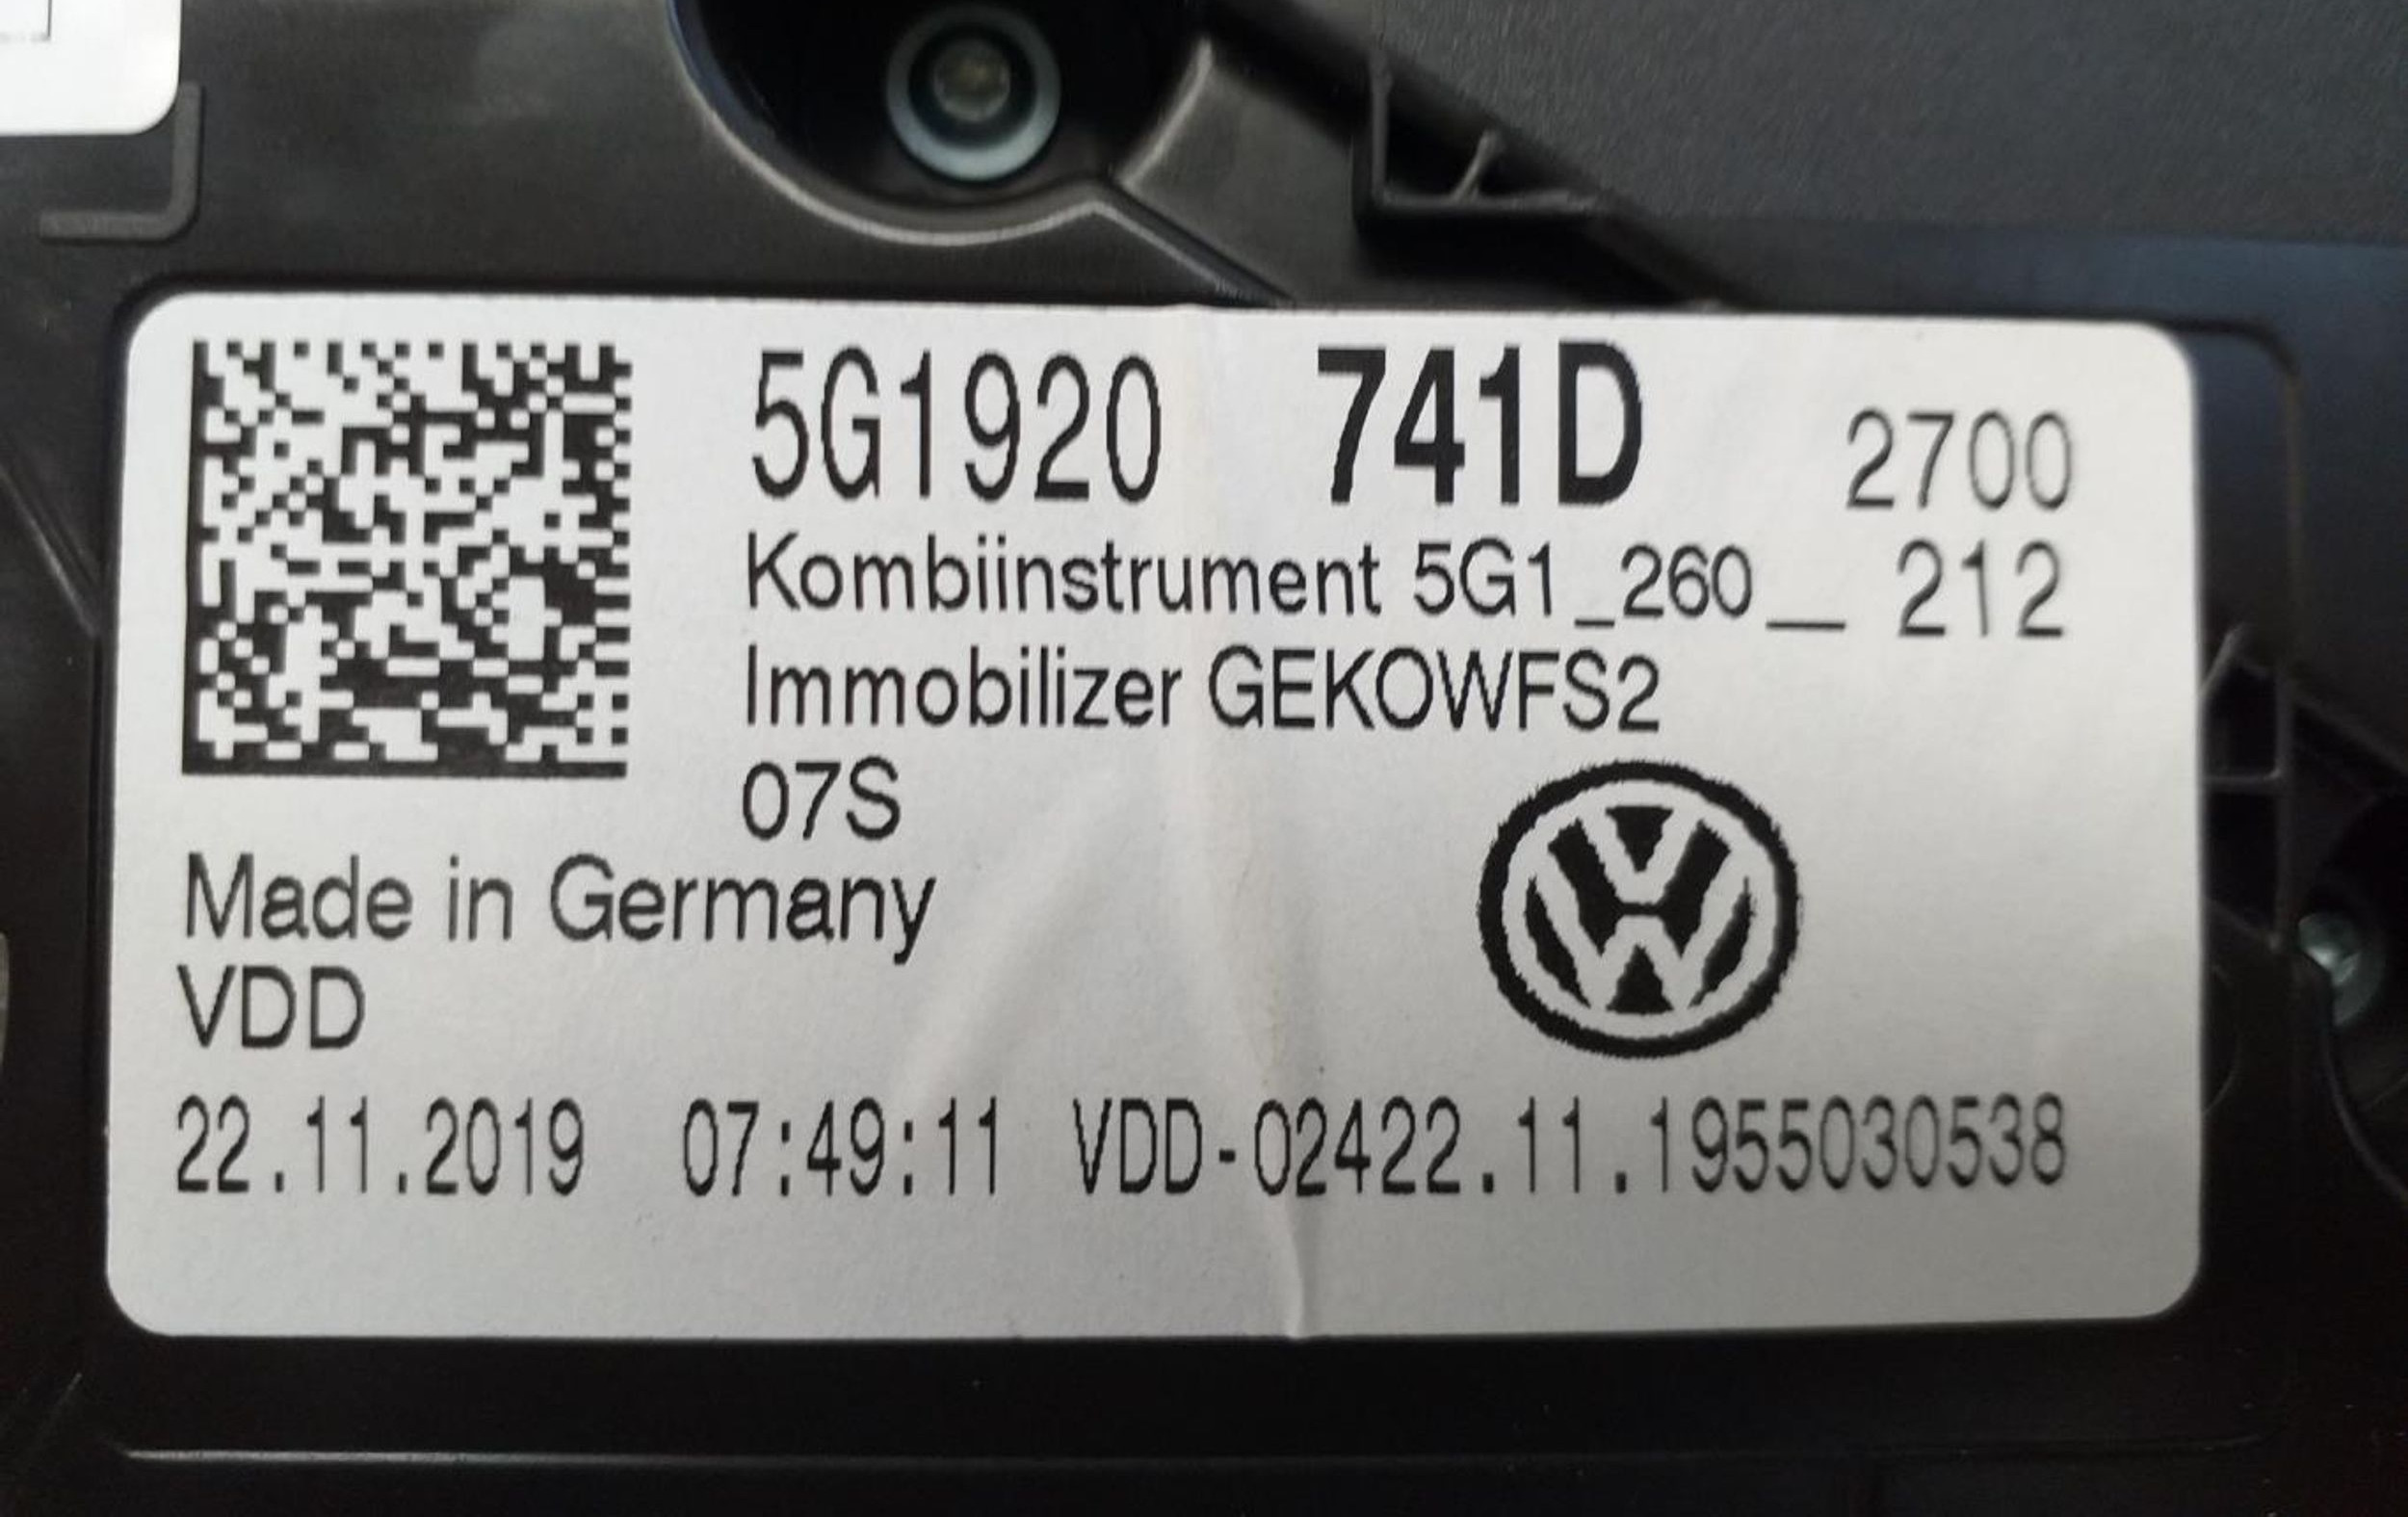 5G1920 741D 2700
Kombiinstrument 5G1_260__ 212
Immobilizer GEKOWFS2
07S
Made in Germany
VDD
22.11.2019 07:49:11 VDD-02422.11.1955030538